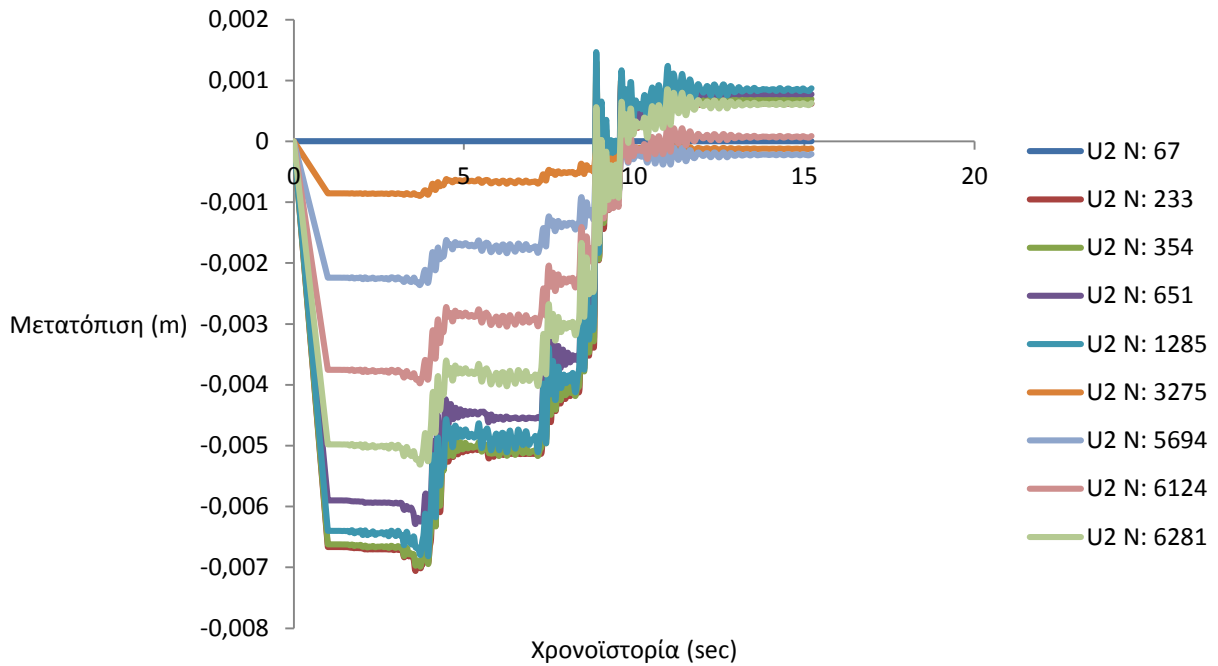 0,002
0,001
0
-0,001
-0,002
-0,003
-0,004
-0,005
-0,006
-0,007
-0,008
0
5
10
15
20
Μετατόπιση (m)
Χρονοϊστορία (sec)
U2 N: 67
U2 N: 233
U2 N: 354
U2 N: 651
U2 N: 1285
U2 N: 3275
U2 N: 5694
U2 N: 6124
U2 N: 6281